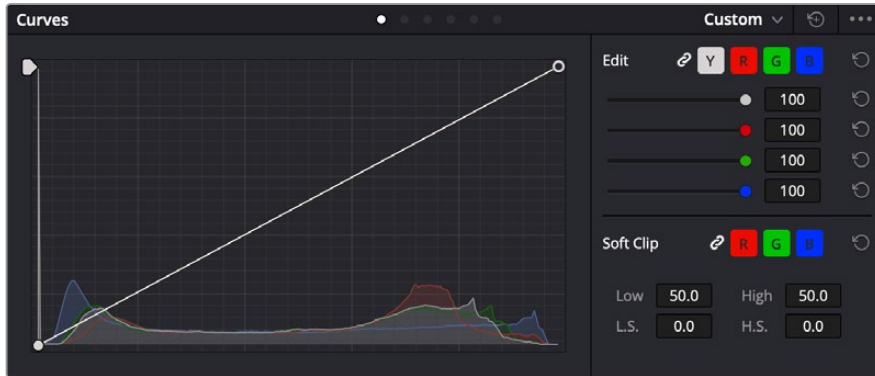 Curves Custom
Edit Y R G B
100
100
100
100
Soft Clip R G B
Low 50.0 High 50.0
L.S. 0.0 H.S. 0.0